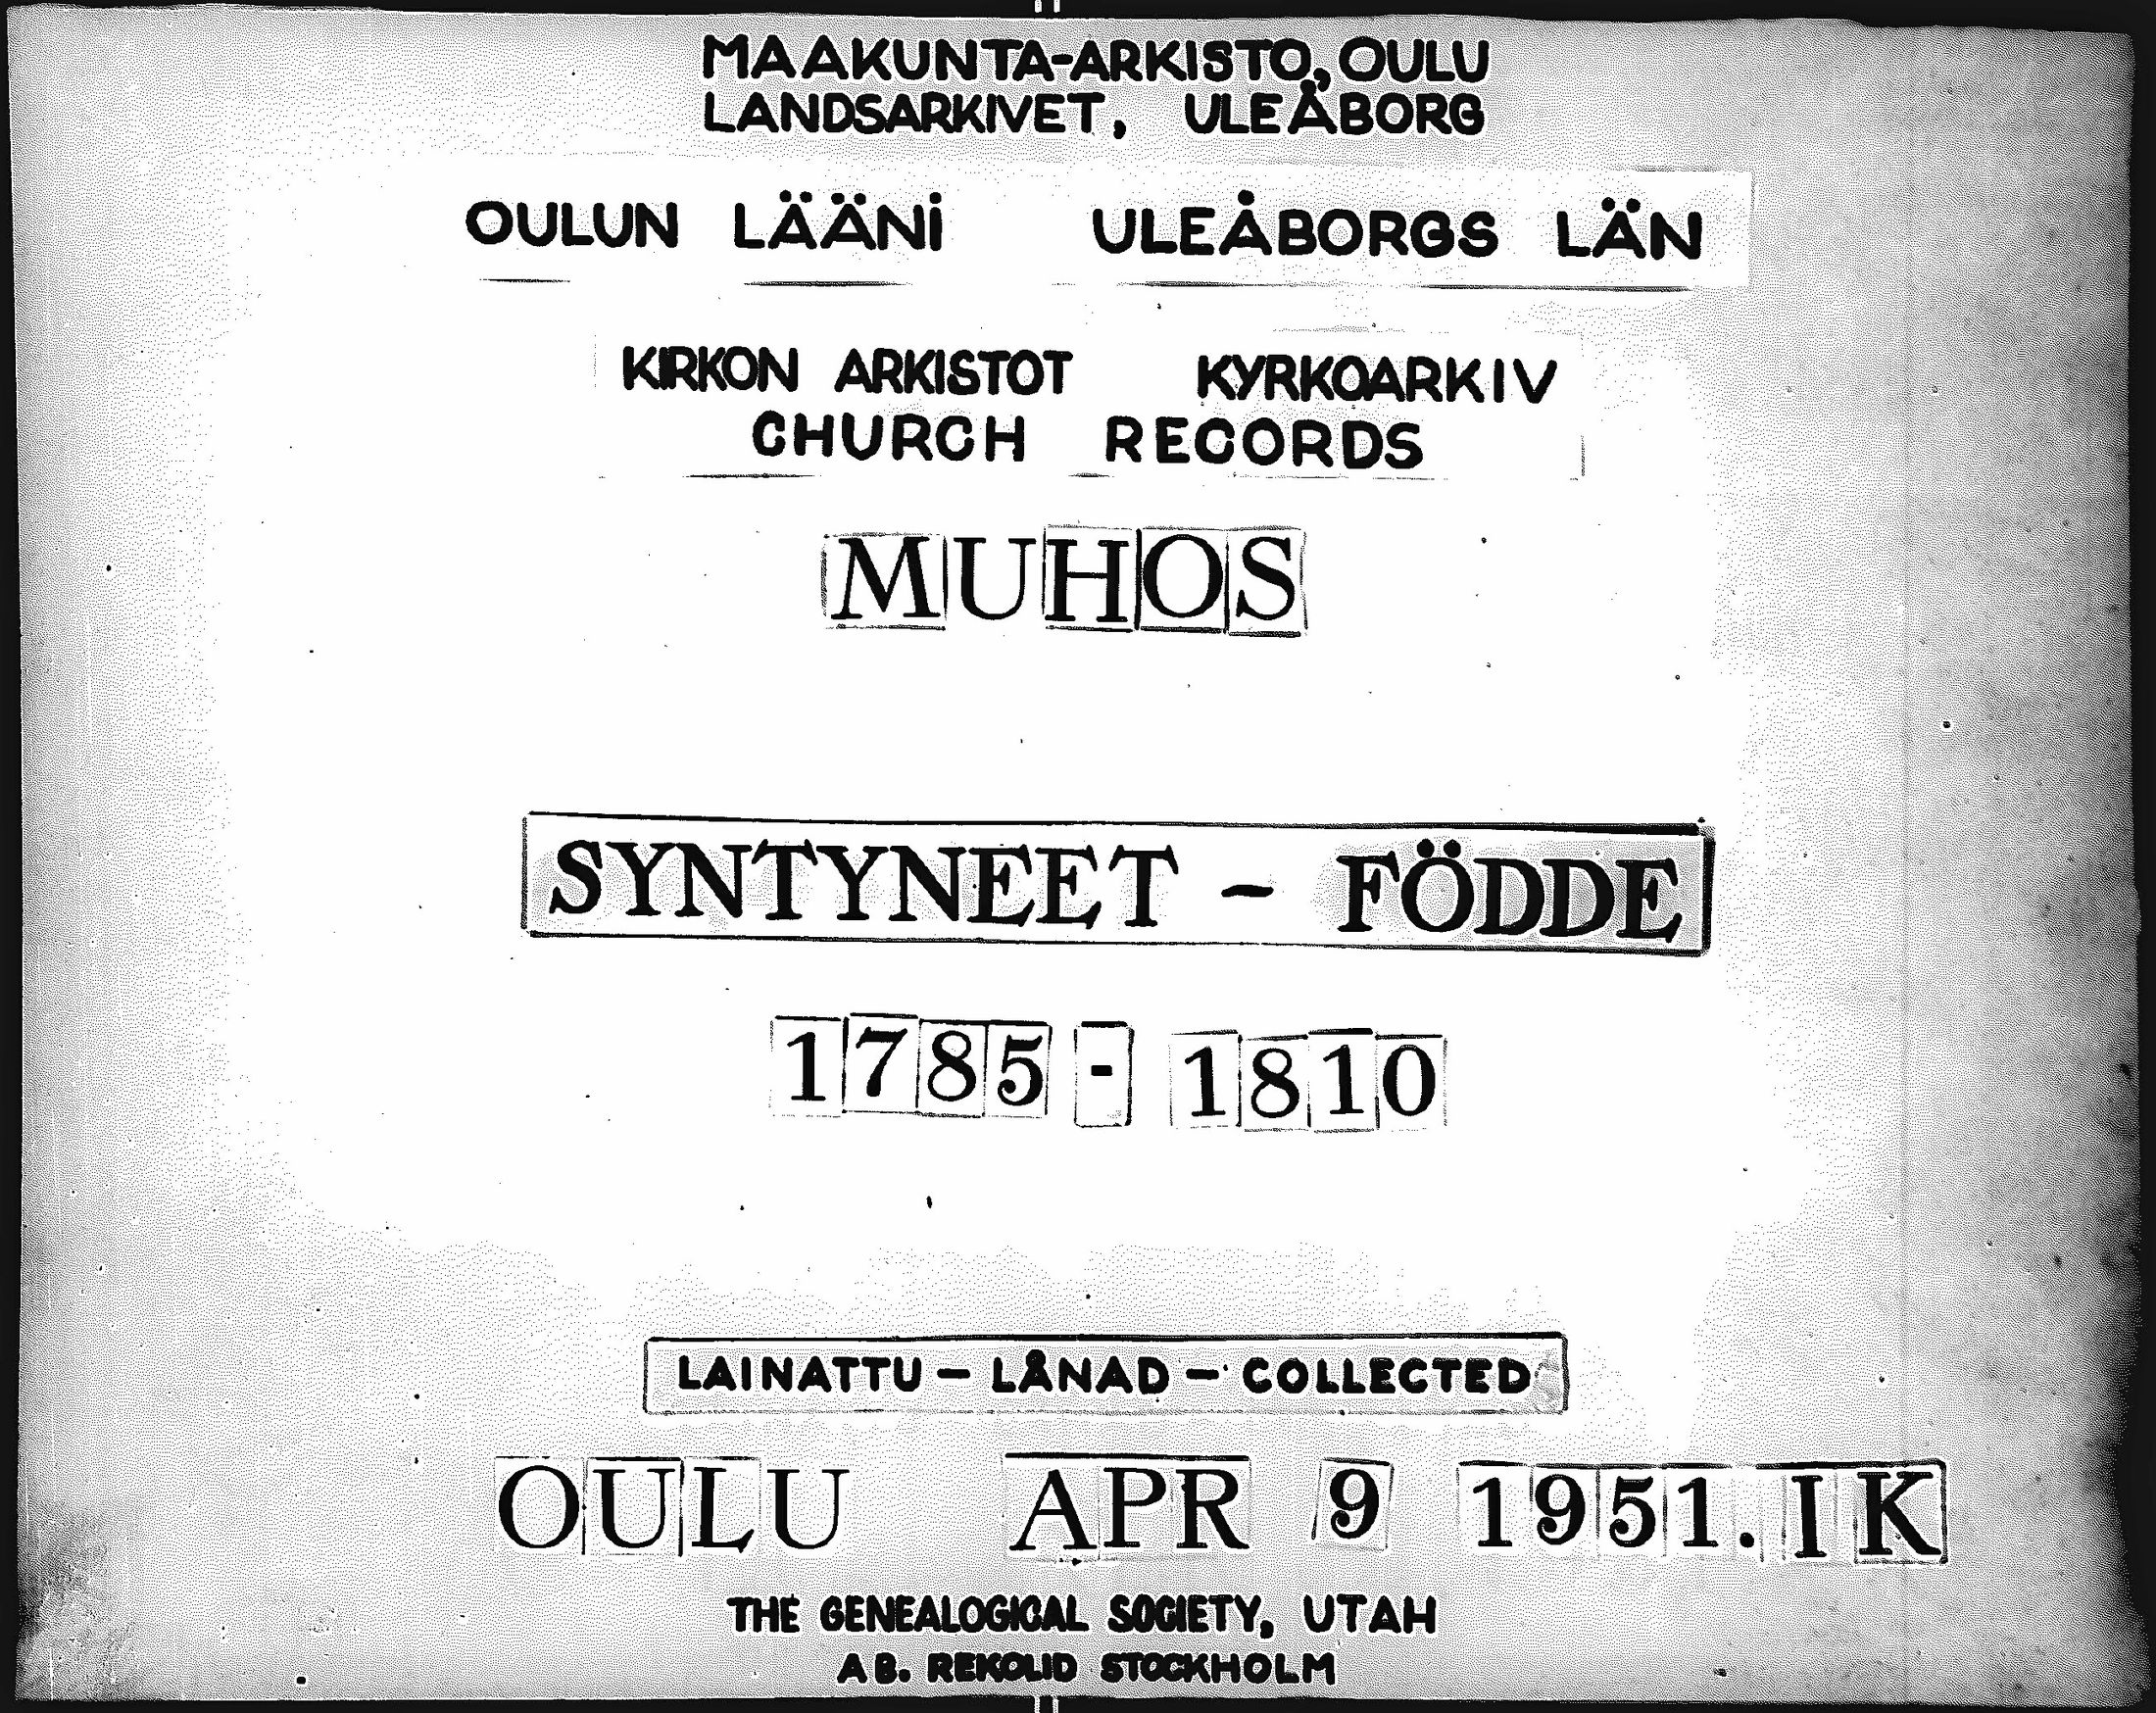 MAAKUNTA-ARKISTO, OULU
LANDSARKIVET, ULEÅBORG
OULUN LÄÄNI ULEÅBORGS LÄN
KIRKON ARKISTOT KYRKOARKIV
CHURCH RECORDS
MUHOS
SYNTYNEET - FÖDDE
1785 - 1810
LAINATTU - LÅNAD - COLLECTED
OULU APR 9 1951. IK
THE GENEALOGICAL SOCIETY, UTAH
AB. REKOLID STOCKHOLM